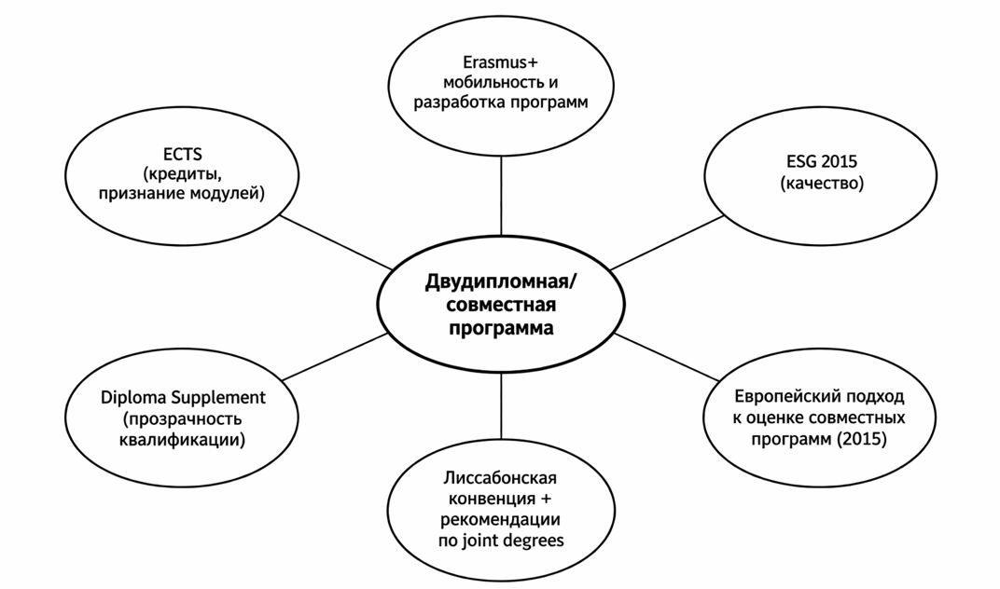 Erasmus+
мобильность и
разработка программ
ECTS
(кредиты,
признание модулей)
ESG 2015
(качество)
Двудипломная/
совместная
программа
Diploma Supplement
(прозрачность
квалификации)
Европейский подход
к оценке совместных
программ (2015)
Лиссабонская
конвенция +
рекомендации
по joint degrees